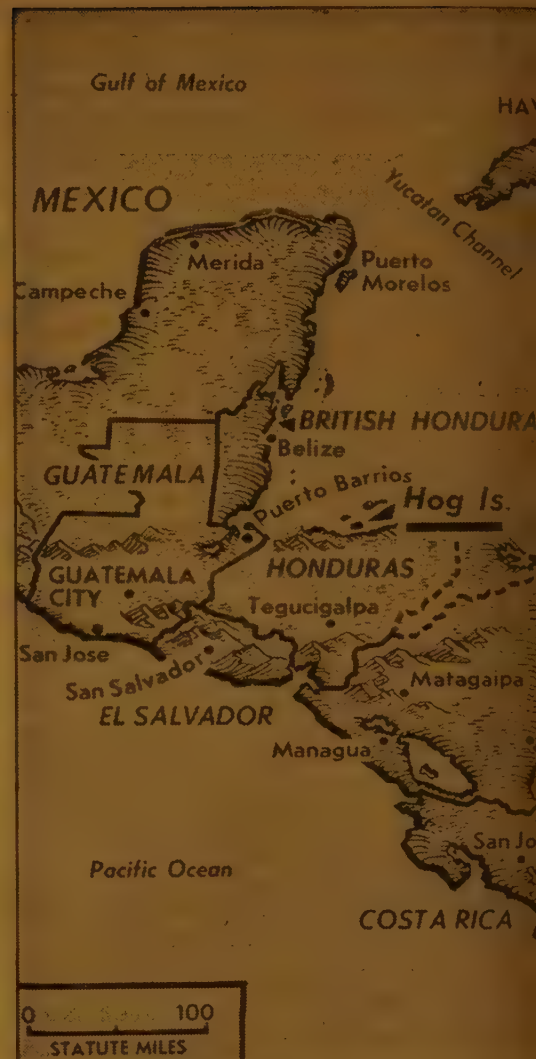 Gulf of Mexico
HAV
MEXICO
Yucatan Channel
Merida
Puerto
Morelos
Campeche
BRITISH HONDURA
Belize
GUATEMALA
Puerto Barrios
Hog Is.
HONDURAS
GUATEMALA
CITY
Tegucigalpa
San Jose
San Salvador
Matagaipa
EL SALVADOR
Managua
San Jo
Pacific Ocean
COSTA RICA
0 100
STATUTE MILES